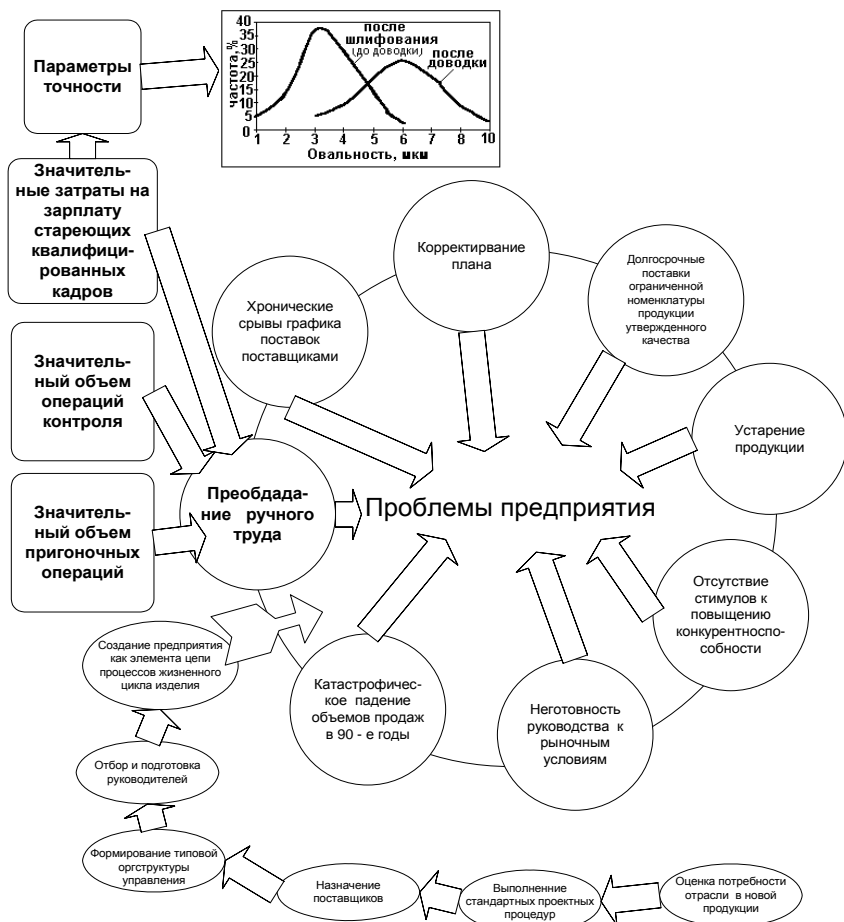 40
35
30
25
20
15
10
5
0
частота,%
после
шлифования
(до доводки)
после
доводки
1 2 3 4 5 6 7 8 9 10
Овальность, мкм
Параметры
точности
Значитель-
ные затраты на
зарплату
стареющих
квалифици-
рованных
кадров
Значитель-
ный объем
операций
контроля
Значитель-
ный объем
пригоночных
операций
Хронические
срывы графика
поставок
поставщиками
Корректирвание
плана
Долгосрочные
поставки
ограниченной
номенклатуры
продукции
утвержденного
качества
Устарение
продукции
Преобдада-
ние ручного
труда
Проблемы предприятия
Отсутствие
стимулов к
повыщению
конкурентноспо-
собности
Неготовность
руководства к
рыночным
условиям
Катастрофичес-
кое падение
объемов продаж
в 90 - е годы
Создание предприятия
как элемента цепи
процессов жизненного
цикла изделия
Отбор и подготовка
руководителей
Формирование типовой
оргструктуры
управления
Назначение
поставщиков
Выполненние
стандартных проектных
процедур
Оценка потребности
отрасли в новой
продукции